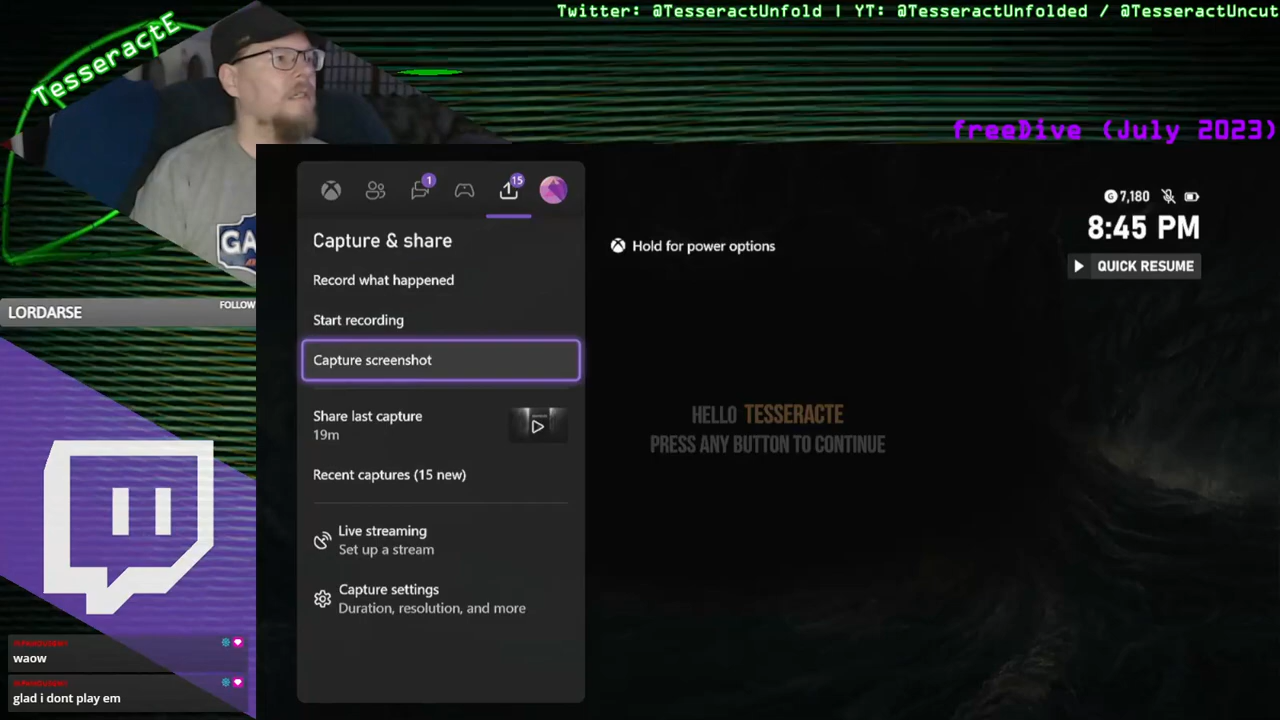 Twitter: @TesseractUnfold | YT: @TesseractUnfolded / @TesseractUncut
TesseractE
freeDive (July 2023)
1
15
7,180
8:45 PM
QUICK RESUME
Capture & share
Hold for power options
Record what happened
Start recording
Capture screenshot
Share last capture
19m
Recent captures (15 new)
Live streaming
Set up a stream
Capture settings
Duration, resolution, and more
HELLO TESSERACTE
PRESS ANY BUTTON TO CONTINUE
GA
LORDARSE
FOLLOW
waow
glad i dont play em